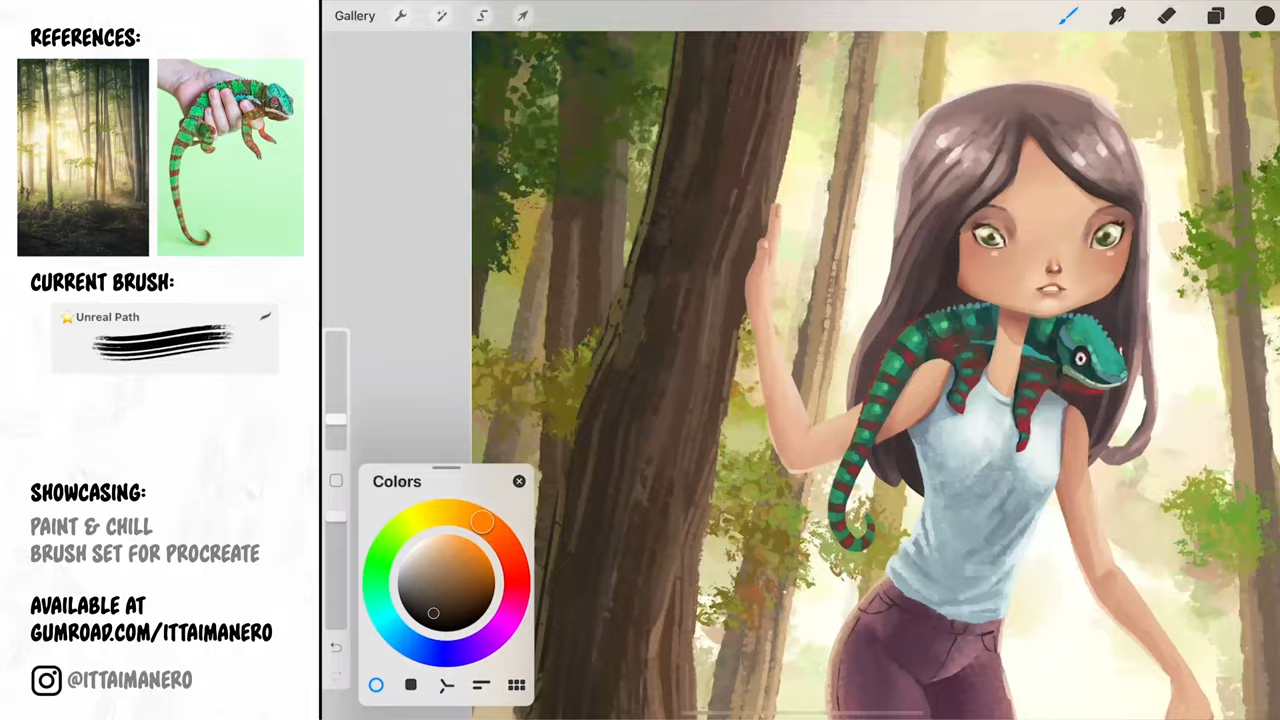 REFERENCES:
CURRENT BRUSH:
Unreal Path
SHOWCASING:
PAINT & CHILL
BRUSH SET FOR PROCREATE
AVAILABLE AT
GUMROAD.COM/ITTAIMANERO
@ITTAIMANERO
Gallery
Colors